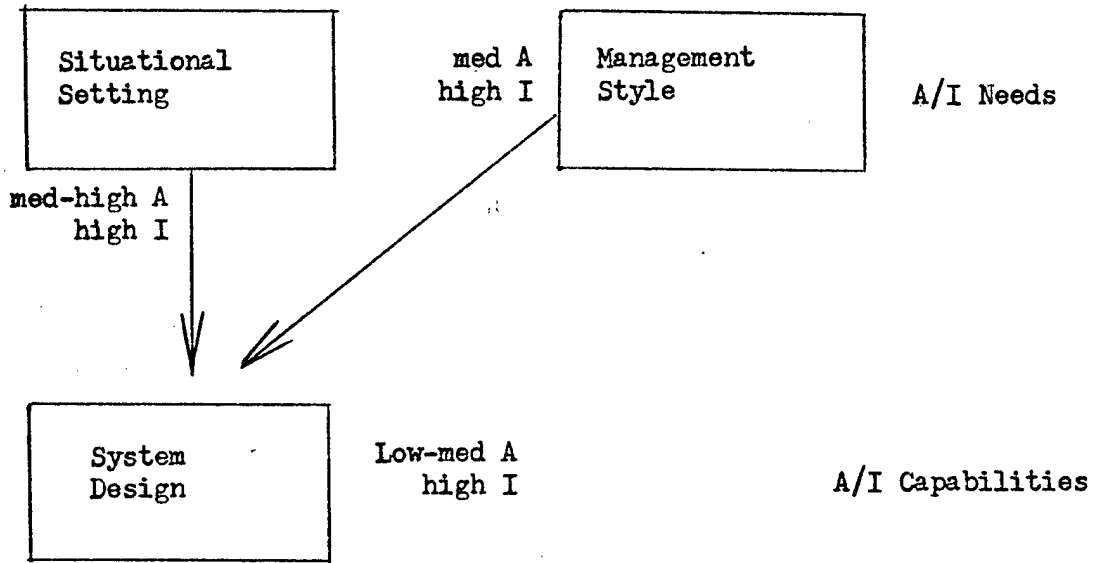 Situational
Setting
med A
high I
Management
Style
A/I Needs
med-high A
high I
System
Design
Low-med A
high I
A/I Capabilities